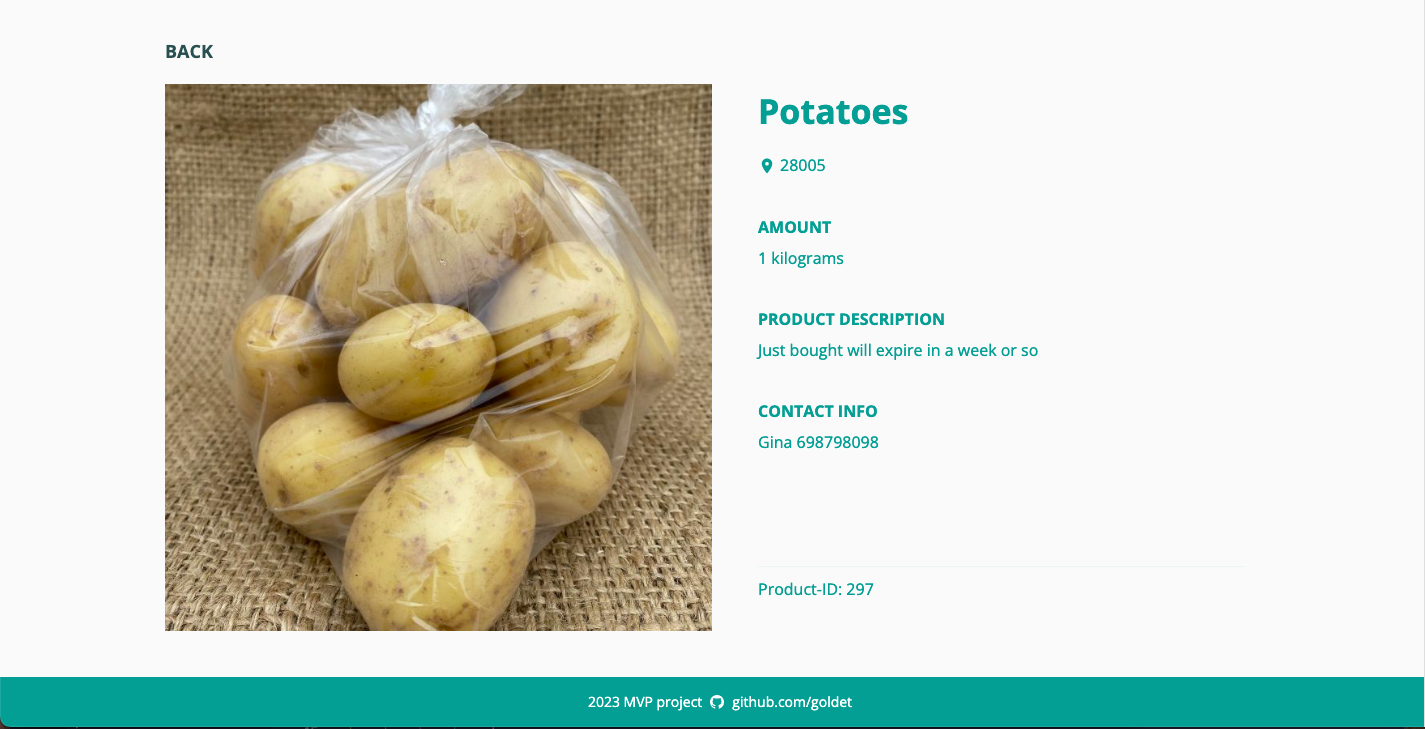 BACK
Potatoes
28005
AMOUNT
1 kilograms
PRODUCT DESCRIPTION
Just bought will expire in a week or so
CONTACT INFO
Gina 698798098
Product-ID: 297
2023 MVP project github.com/goldet